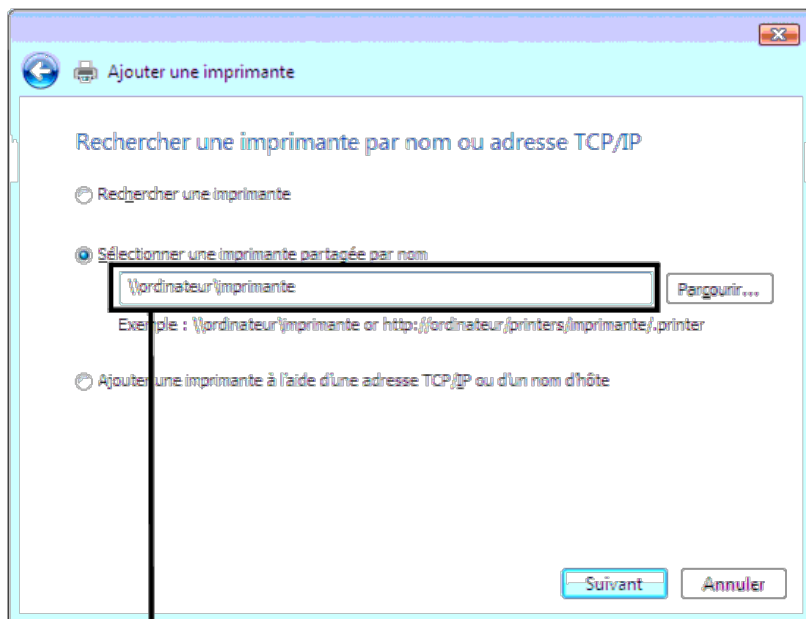 Ajouter une imprimante
Rechercher une imprimante par nom ou adresse TCP/IP
Rechercher une imprimante
Sélectionner une imprimante partagée par nom
\\ordinateur\imprimante
Parcourir...
Exemple : \\ordinateur\imprimante or http://ordinateur/printers/imprimante/.printer
Ajouter une imprimante à l'aide d'une adresse TCP/IP ou d'un nom d'hôte
Suivant
Annuler